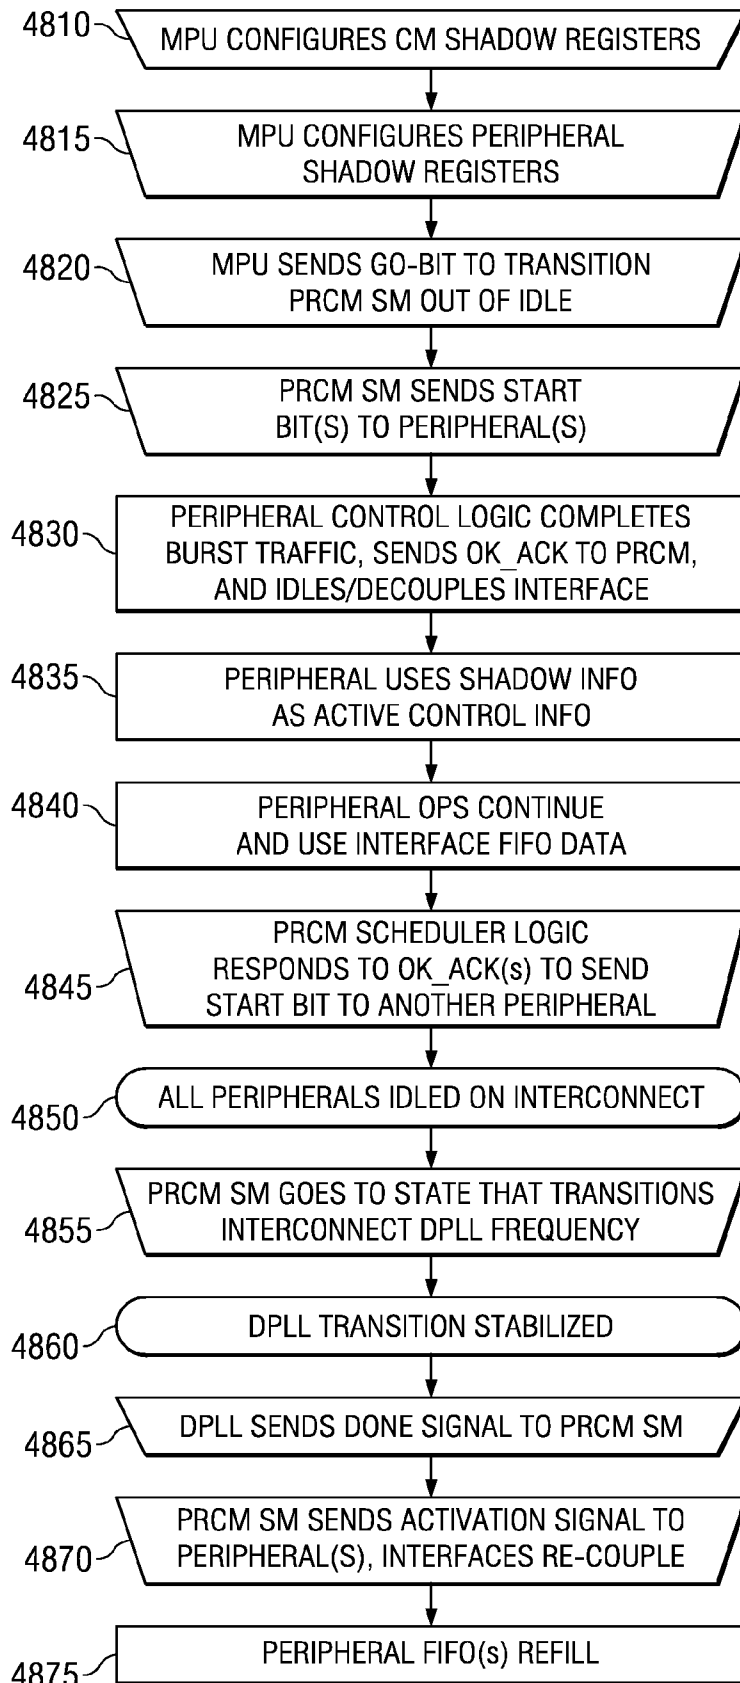 4810
MPU CONFIGURES CM SHADOW REGISTERS
4815
MPU CONFIGURES PERIPHERAL
SHADOW REGISTERS
4820
MPU SENDS GO-BIT TO TRANSITION
PRCM SM OUT OF IDLE
4825
PRCM SM SENDS START
BIT(S) TO PERIPHERAL(S)
4830
PERIPHERAL CONTROL LOGIC COMPLETES
BURST TRAFFIC, SENDS OK_ACK TO PRCM,
AND IDLES/DECOUPLES INTERFACE
4835
PERIPHERAL USES SHADOW INFO
AS ACTIVE CONTROL INFO
4840
PERIPHERAL OPS CONTINUE
AND USE INTERFACE FIFO DATA
4845
PRCM SCHEDULER LOGIC
RESPONDS TO OK_ACK(s) TO SEND
START BIT TO ANOTHER PERIPHERAL
4850
ALL PERIPHERALS IDLED ON INTERCONNECT
4855
PRCM SM GOES TO STATE THAT TRANSITIONS
INTERCONNECT DPLL FREQUENCY
4860
DPLL TRANSITION STABILIZED
4865
DPLL SENDS DONE SIGNAL TO PRCM SM
4870
PRCM SM SENDS ACTIVATION SIGNAL TO
PERIPHERAL(S), INTERFACES RE-COUPLE
4875
PERIPHERAL FIFO(s) REFILL